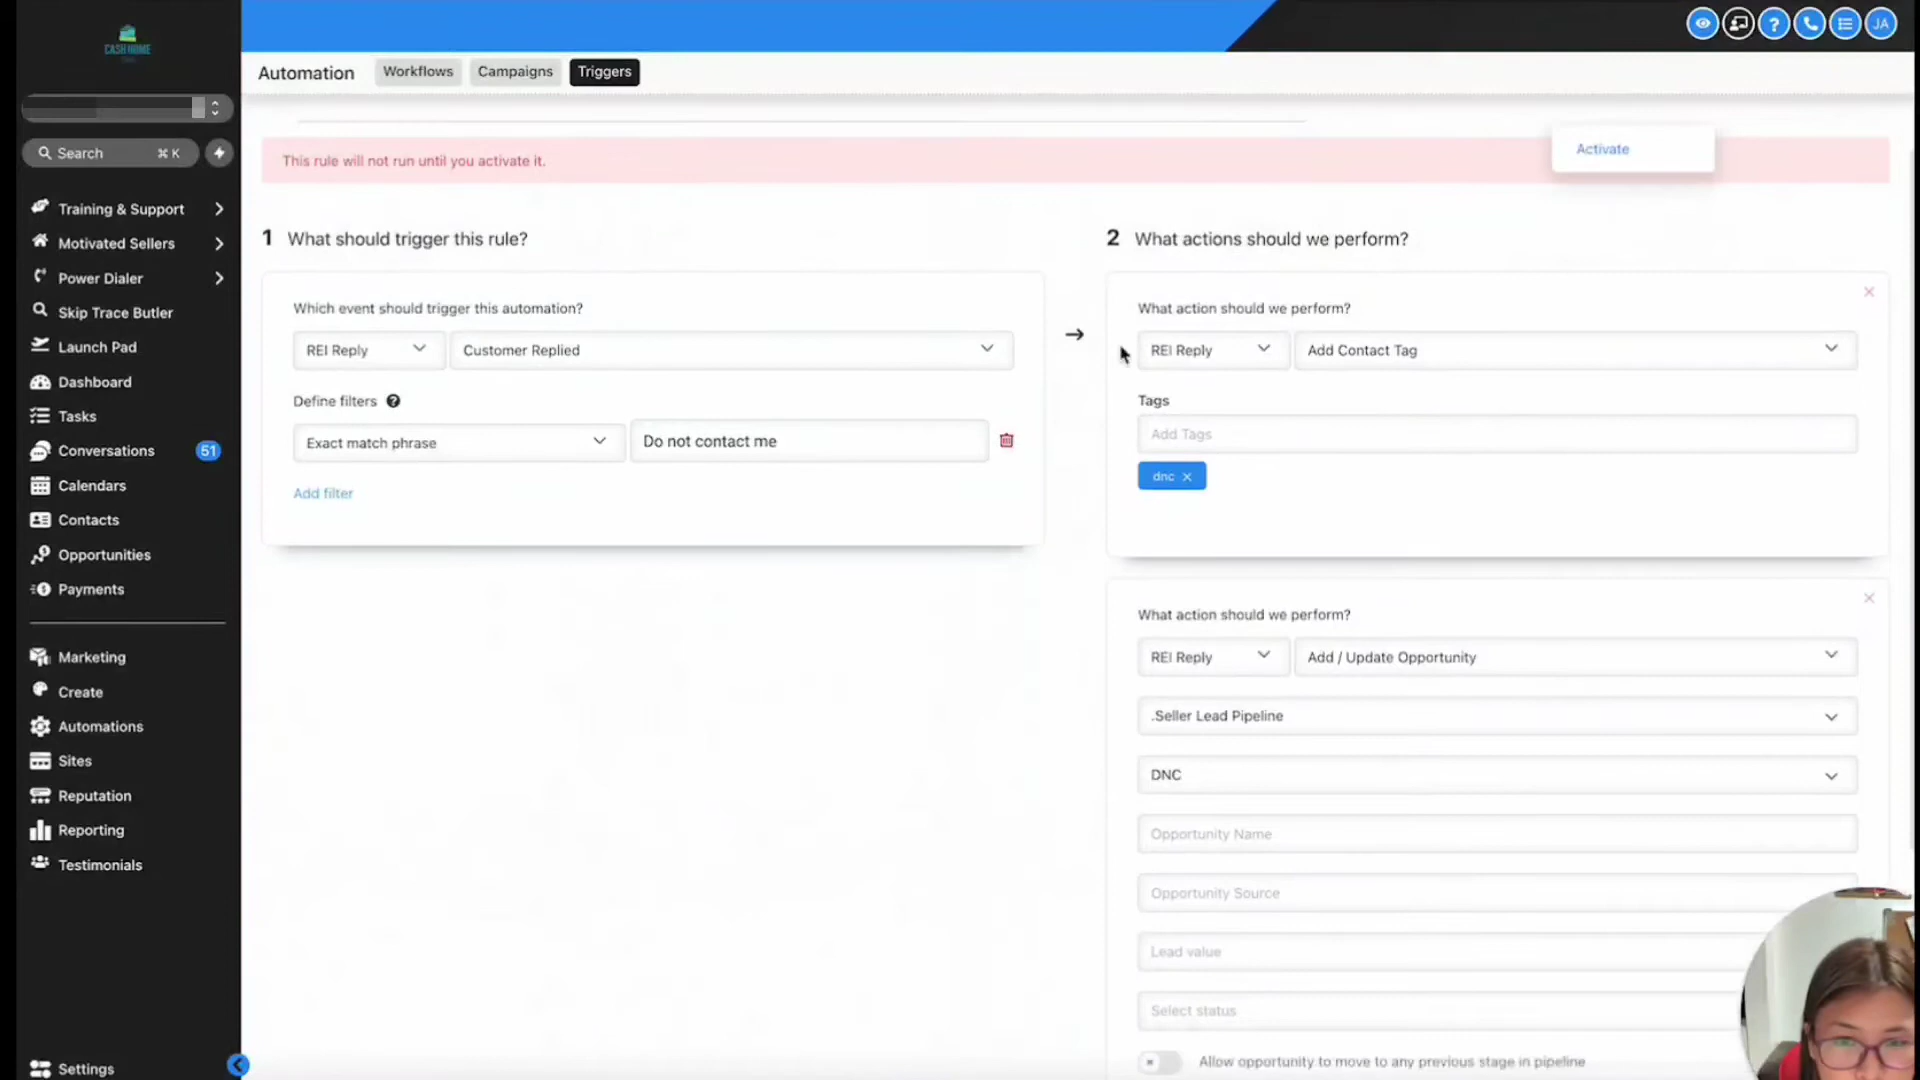 CASH HOME
JA
Automation
Workflows
Campaigns
Triggers
Search
⌘ K
This rule will not run until you activate it.
Activate
Training & Support
Motivated Sellers
Power Dialer
Skip Trace Butler
Launch Pad
Dashboard
Tasks
Conversations
51
Calendars
Contacts
Opportunities
Payments
Marketing
Create
Automations
Sites
Reputation
Reporting
Testimonials
Settings
1 What should trigger this rule?
Which event should trigger this automation?
REI Reply
Customer Replied
Define filters
Exact match phrase
Do not contact me
Add filter
2 What actions should we perform?
What action should we perform?
REI Reply
Add Contact Tag
Tags
Add Tags
dnc ×
What action should we perform?
REI Reply
Add / Update Opportunity
.Seller Lead Pipeline
DNC
Opportunity Name
Opportunity Source
Lead value
Select status
Allow opportunity to move to any previous stage in pipeline